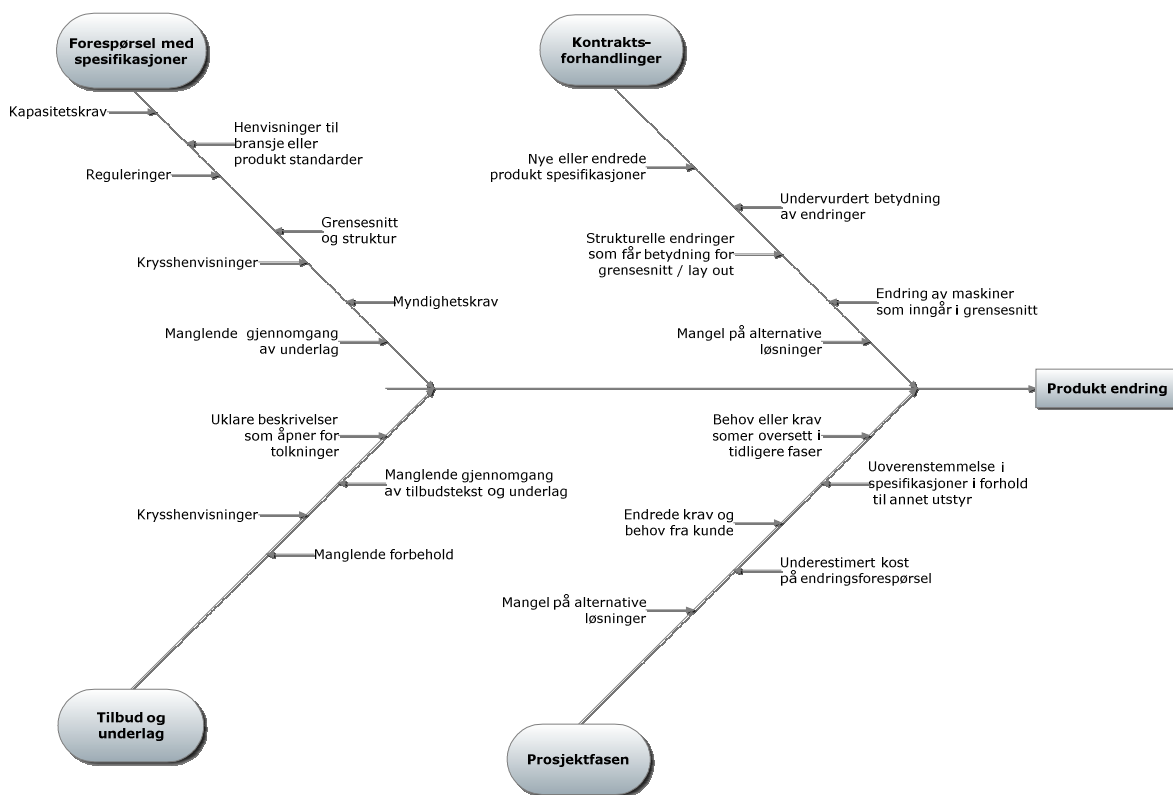 Forespørsel med
spesifikasjoner
Kontrakts-
forhandlinger
Kapasitetskrav
Henvisninger til
bransje eller
produkt standarder
Reguleringer
Grensesnitt
og struktur
Krysshenvisninger
Myndighetskrav
Manglende gjennomgang
av underlag
Nye eller endrede
produkt spesifikasjoner
Undervurdert betydning
av endringer
Strukturelle endringer
som får betydning for
grensesnitt / lay out
Endring av maskiner
som inngår i grensesnitt
Mangel på alternative
løsninger
Produkt endring
Uklare beskrivelser
som åpner for
tolkninger
Manglende gjennomgang
av tilbudstekst og underlag
Krysshenvisninger
Manglende forbehold
Behov eller krav
somer oversett i
tidligere faser
Uoverenstemmelse i
spesifikasjoner i forhold
til annet utstyr
Endrede krav og
behov fra kunde
Underestimert kost
på endringsforespørsel
Mangel på alternative
løsninger
Tilbud og
underlag
Prosjektfasen